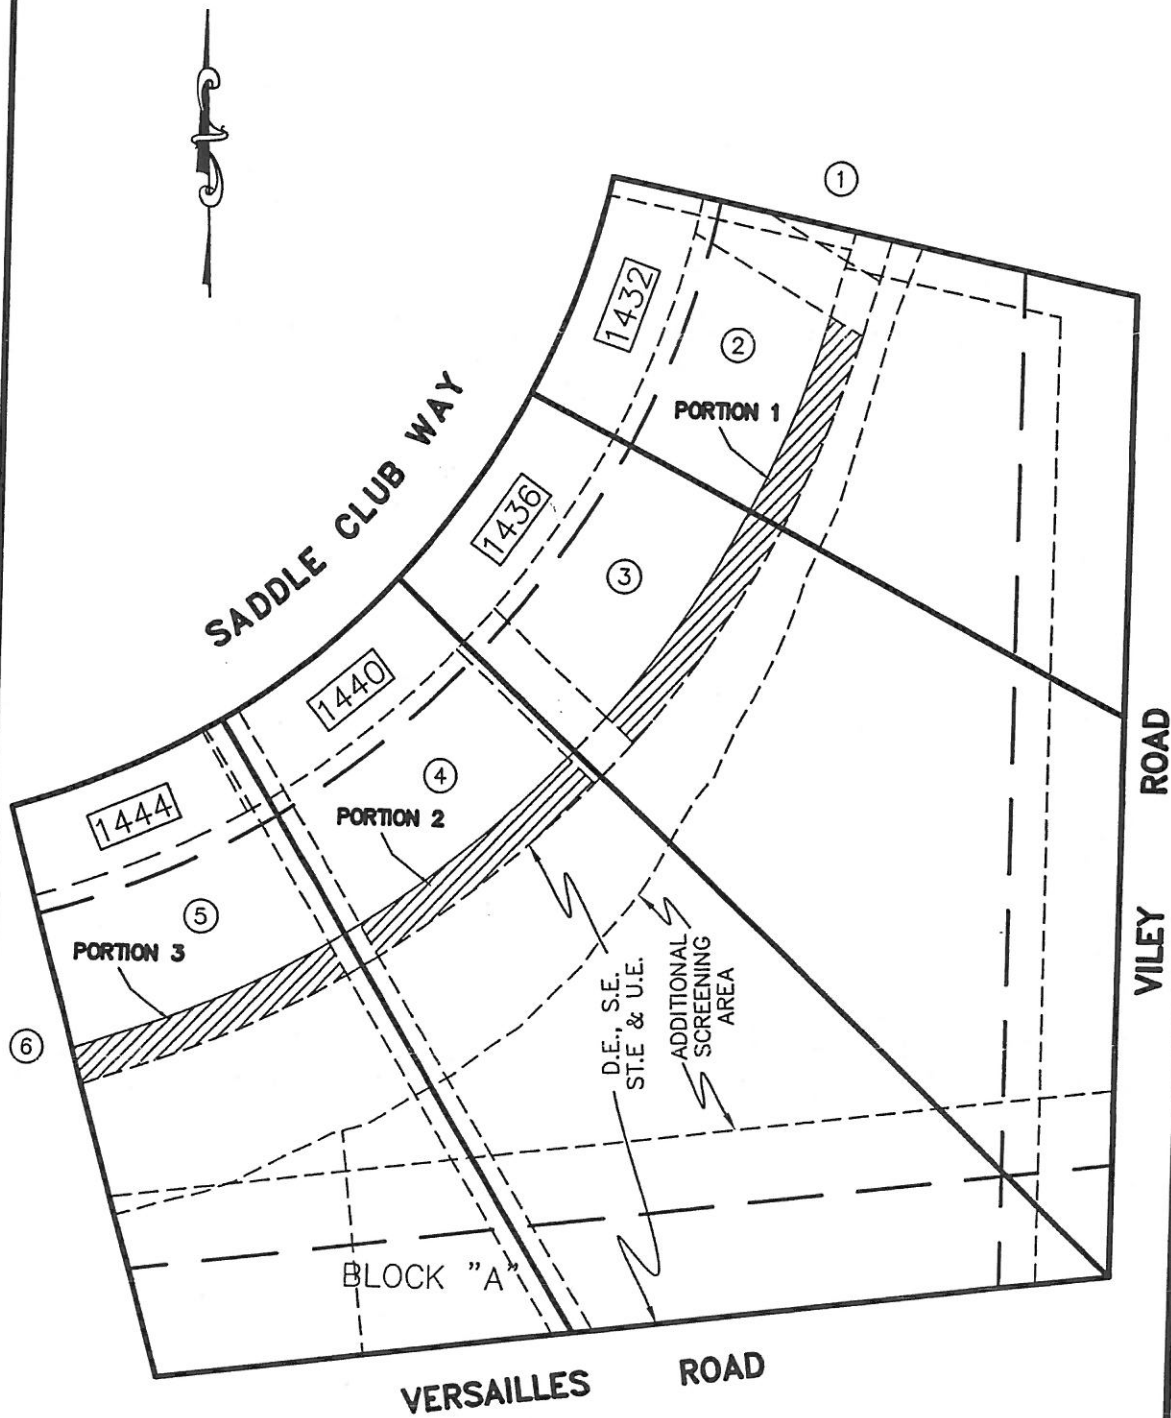 1
1432
2
PORTION 1
SADDLE CLUB WAY
1436
3
1440
4
PORTION 2
1444
5
PORTION 3
6
D.E., S.E.
ST.E & U.E.
ADDITIONAL
SCREENING
AREA
VILEY ROAD
BLOCK "A"
VERSAILLES ROAD